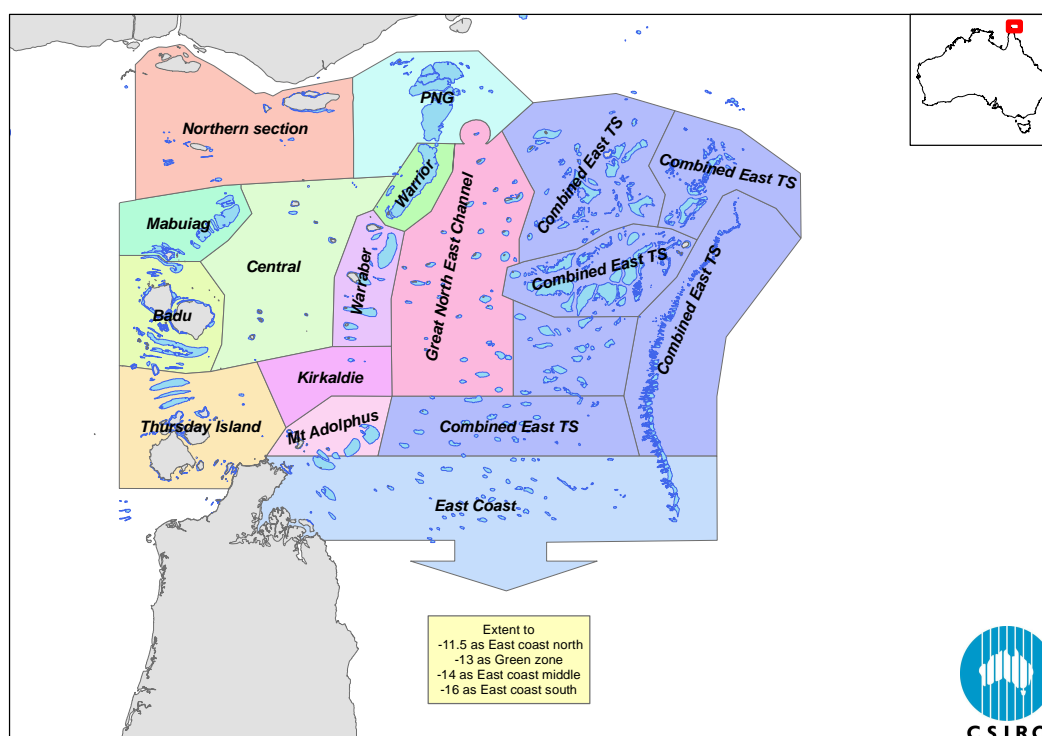 PNG
Northern section
Combined East TS
Combined East TS
Warrior
Mabuiag
Great North East Channel
Central
Warraber
Combined East TS
Combined East TS
Badu
Kirkaldie
Thursday Island
Mt Adolphus
Combined East TS
East Coast
Extent to
-11.5 as East coast north
-13 as Green zone
-14 as East coast middle
-16 as East coast south
CSIRO